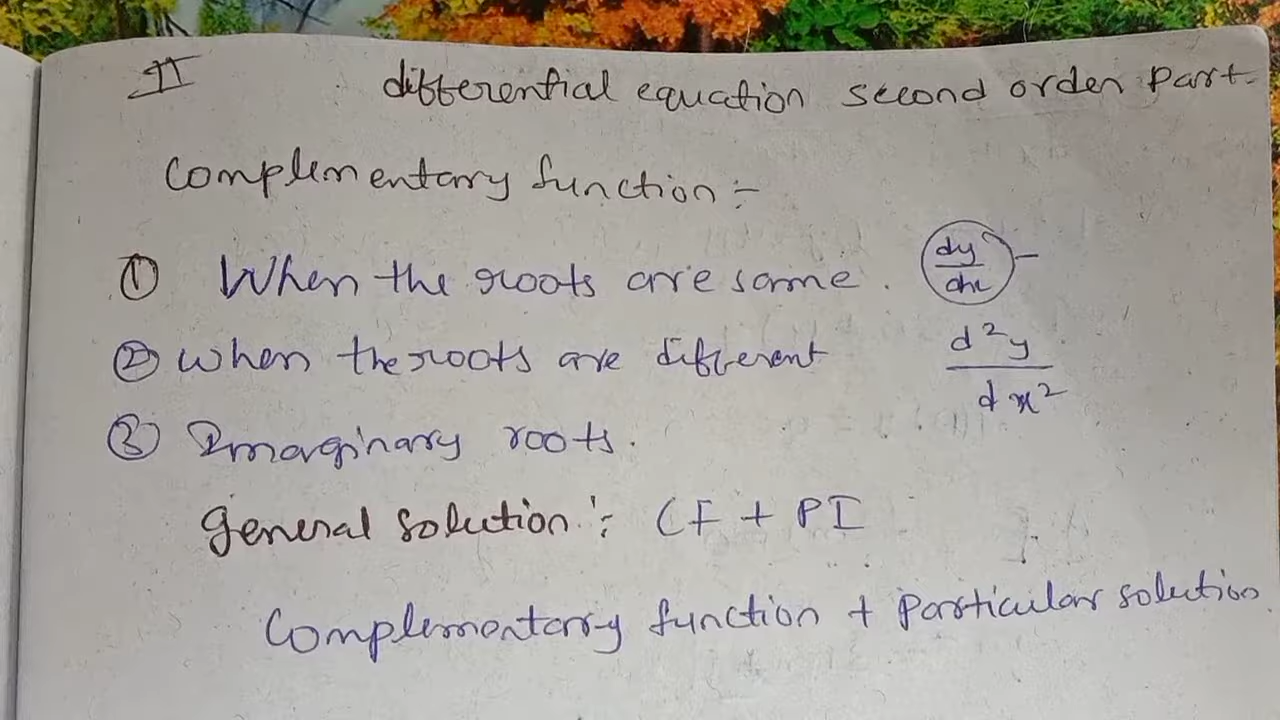 II
differential equation second order part-
Complementary function :-
① When the roots are same.
dy/dx -
② When the roots are different
d²y/dx²
③ Imaginary roots.
general solution :- CF + PI
Complementary function + particular solution